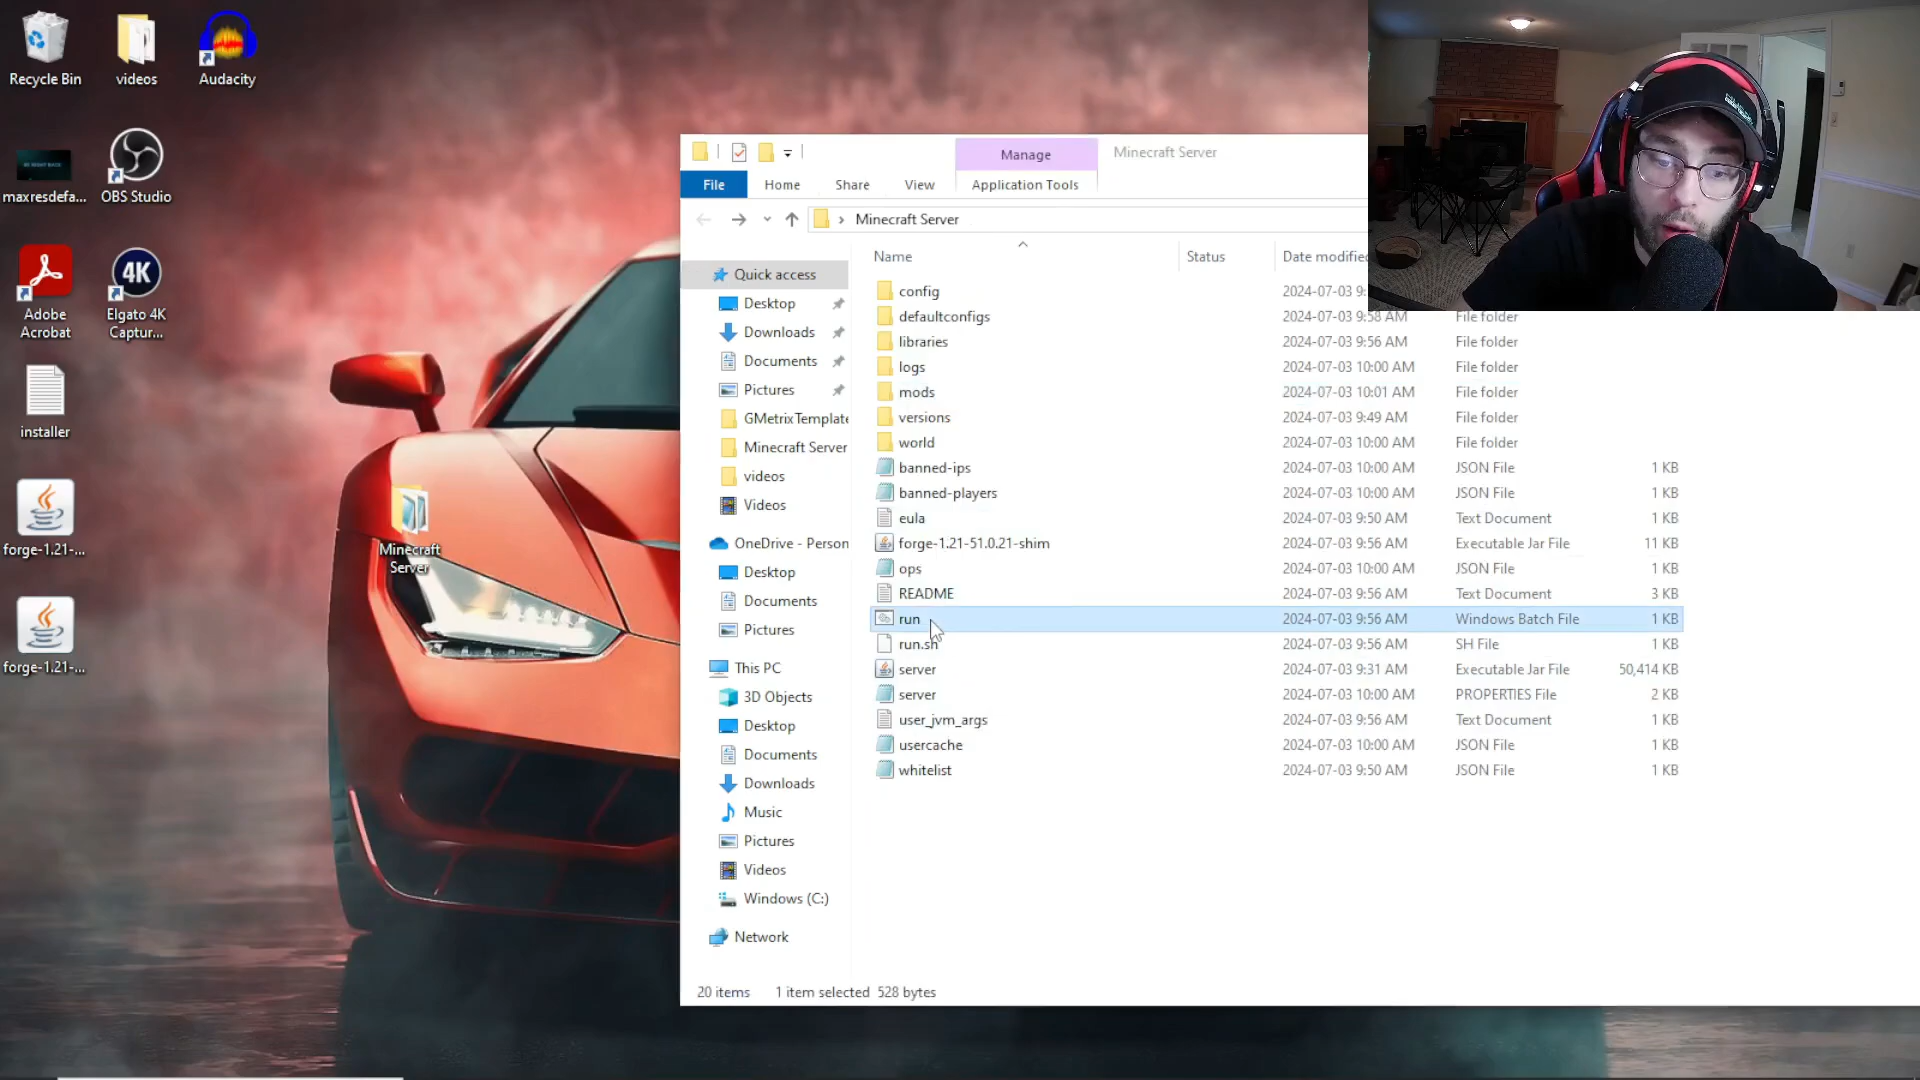 Recycle Bin
videos
Audacity
maxresdefa...
OBS Studio
Adobe
Acrobat
4K
Elgato 4K
Captur...
installer
forge-1.21-...
forge-1.21-...
Minecraft
Server
Manage
Minecraft Server
File
Home
Share
View
Application Tools
Minecraft Server
Name
Status
Date modifie
Quick access
Desktop
Downloads
Documents
Pictures
GMetrixTemplate
Minecraft Server
videos
Videos
OneDrive - Person
Desktop
Documents
Pictures
This PC
3D Objects
Desktop
Documents
Downloads
Music
Pictures
Videos
Windows (C:)
Network
config 2024-07-03 9:
defaultconfigs 2024-07-03 9:58 AM File folder
libraries 2024-07-03 9:56 AM File folder
logs 2024-07-03 10:00 AM File folder
mods 2024-07-03 10:01 AM File folder
versions 2024-07-03 9:49 AM File folder
world 2024-07-03 10:00 AM File folder
banned-ips 2024-07-03 10:00 AM JSON File 1 KB
banned-players 2024-07-03 10:00 AM JSON File 1 KB
eula 2024-07-03 9:50 AM Text Document 1 KB
forge-1.21-51.0.21-shim 2024-07-03 9:56 AM Executable Jar File 11 KB
ops 2024-07-03 10:00 AM JSON File 1 KB
README 2024-07-03 9:56 AM Text Document 3 KB
run 2024-07-03 9:56 AM Windows Batch File 1 KB
run.sh 2024-07-03 9:56 AM SH File 1 KB
server 2024-07-03 9:31 AM Executable Jar File 50,414 KB
server 2024-07-03 10:00 AM PROPERTIES File 2 KB
user_jvm_args 2024-07-03 9:56 AM Text Document 1 KB
usercache 2024-07-03 10:00 AM JSON File 1 KB
whitelist 2024-07-03 9:50 AM JSON File 1 KB
20 items 1 item selected 528 bytes